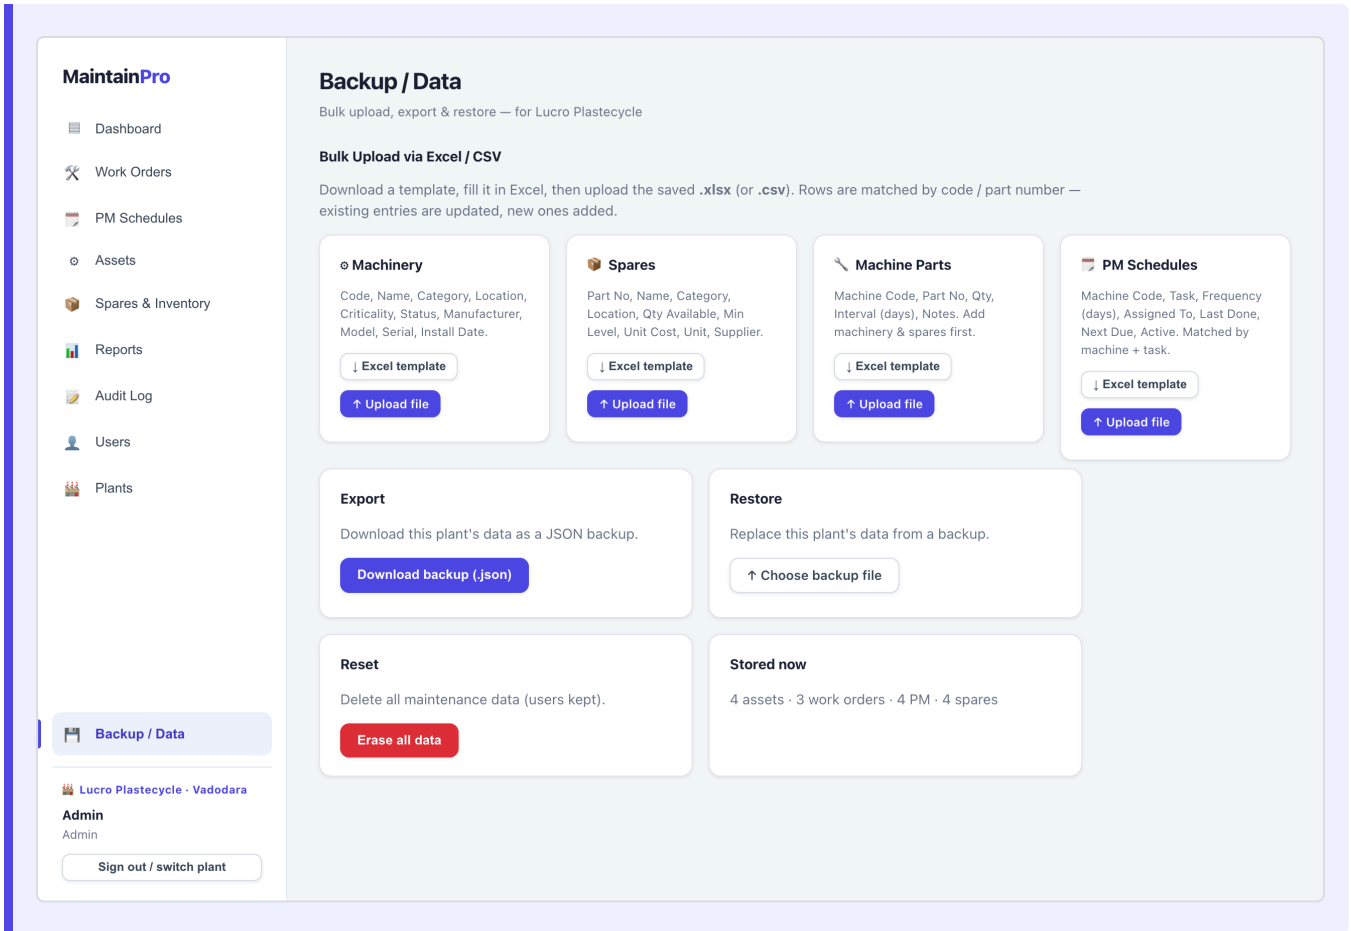 MaintainPro
Dashboard
Work Orders
PM Schedules
Assets
Spares & Inventory
Reports
Audit Log
Users
Plants
Backup / Data
Lucro Plastecycle · Vadodara
Admin
Admin
Sign out / switch plant
Backup / Data
Bulk upload, export & restore — for Lucro Plastecycle
Bulk Upload via Excel / CSV
Download a template, fill it in Excel, then upload the saved .xlsx (or .csv). Rows are matched by code / part number —
existing entries are updated, new ones added.
Machinery
Code, Name, Category, Location,
Criticality, Status, Manufacturer,
Model, Serial, Install Date.
↓ Excel template
↑ Upload file
Spares
Part No, Name, Category,
Location, Qty Available, Min
Level, Unit Cost, Unit, Supplier.
↓ Excel template
↑ Upload file
Machine Parts
Machine Code, Part No, Qty,
Interval (days), Notes. Add
machinery & spares first.
↓ Excel template
↑ Upload file
PM Schedules
Machine Code, Task, Frequency
(days), Assigned To, Last Done,
Next Due, Active. Matched by
machine + task.
↓ Excel template
↑ Upload file
Export
Download this plant's data as a JSON backup.
Download backup (.json)
Restore
Replace this plant's data from a backup.
↑ Choose backup file
Reset
Delete all maintenance data (users kept).
Erase all data
Stored now
4 assets · 3 work orders · 4 PM · 4 spares